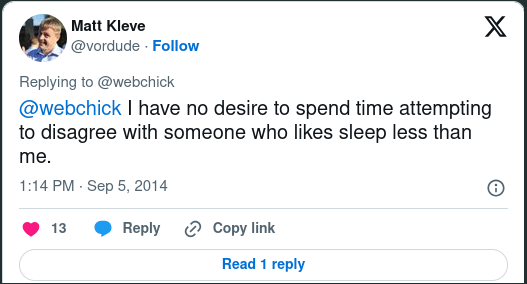 Matt Kleve
@vordude · Follow
Replying to @webchick
@webchick I have no desire to spend time attempting
to disagree with someone who likes sleep less than
me.
1:14 PM · Sep 5, 2014
13 Reply Copy link
Read 1 reply